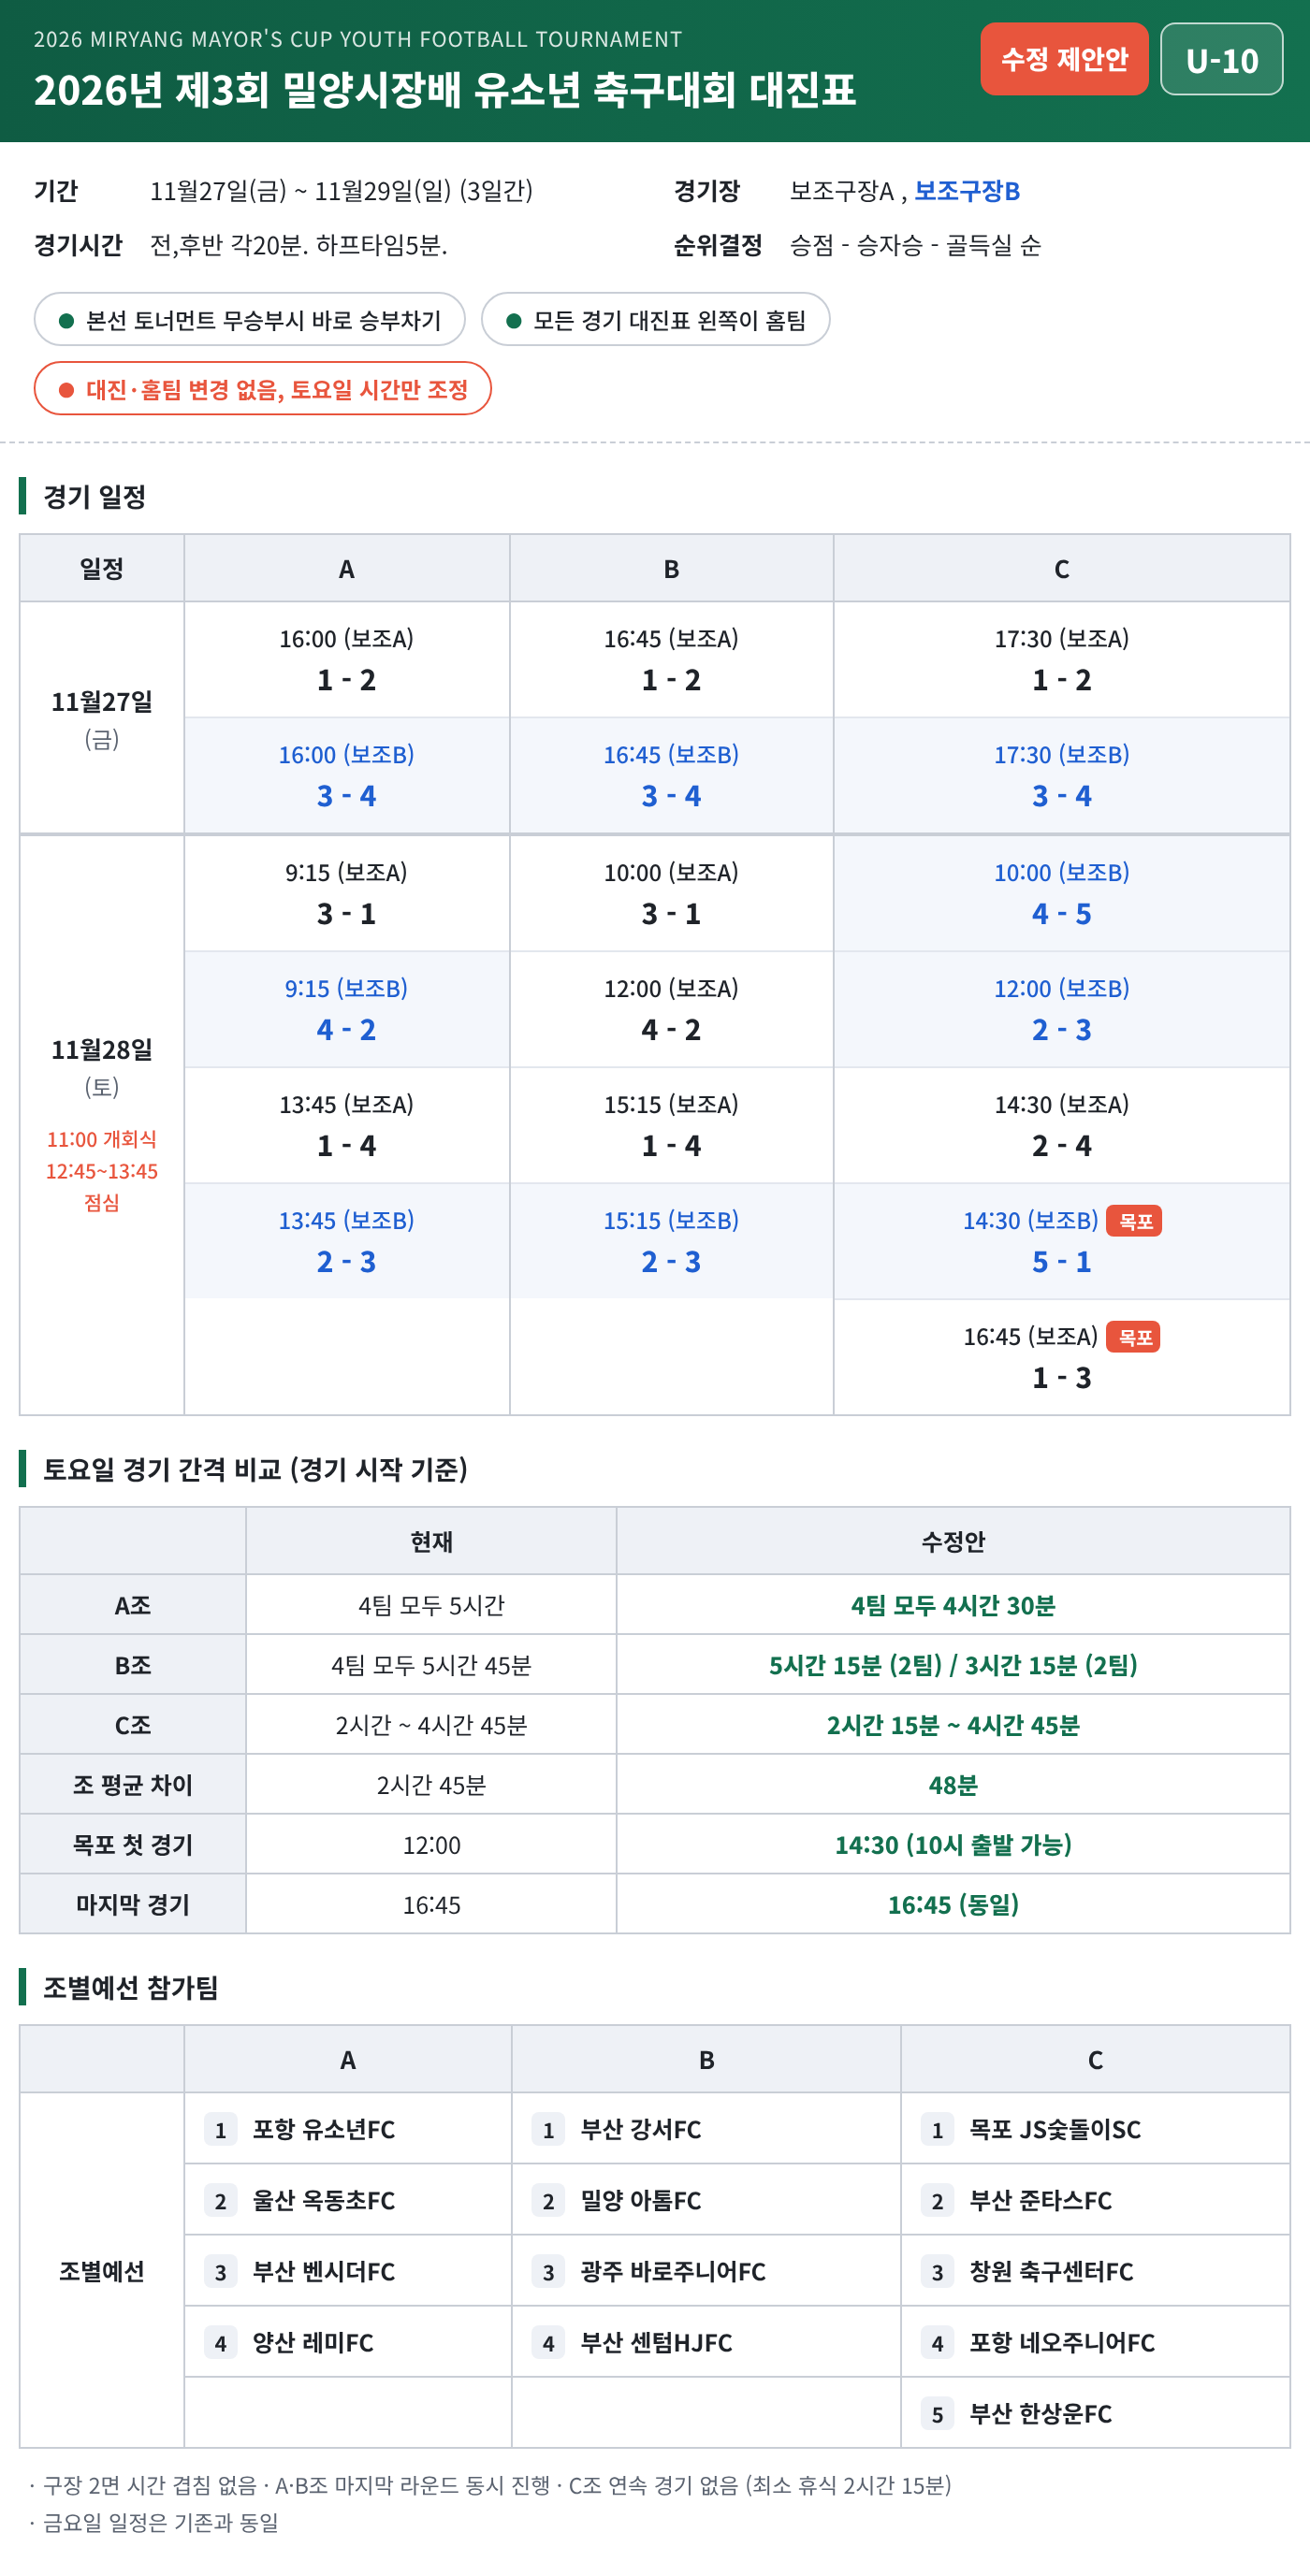 2026 MIRYANG MAYOR'S CUP YOUTH FOOTBALL TOURNAMENT
2026년 제3회 밀양시장배 유소년 축구대회 대진표
수정 제안안
U-10
기간 11월27일(금) ~ 11월29일(일) (3일간)
경기장 보조구장A , 보조구장B
경기시간 전,후반 각20분. 하프타임5분.
순위결정 승점 - 승자승 - 골득실 순
본선 토너먼트 무승부시 바로 승부차기
모든 경기 대진표 왼쪽이 홈팀
대진·홈팀 변경 없음, 토요일 시간만 조정
경기 일정
일정 A B C
11월27일
(금)
16:00 (보조A) 16:45 (보조A) 17:30 (보조A)
1 - 2 1 - 2 1 - 2
16:00 (보조B) 16:45 (보조B) 17:30 (보조B)
3 - 4 3 - 4 3 - 4
11월28일
(토)
11:00 개회식
12:45~13:45
점심
9:15 (보조A) 10:00 (보조A) 10:00 (보조B)
3 - 1 3 - 1 4 - 5
9:15 (보조B) 12:00 (보조A) 12:00 (보조B)
4 - 2 4 - 2 2 - 3
13:45 (보조A) 15:15 (보조A) 14:30 (보조A)
1 - 4 1 - 4 2 - 4
13:45 (보조B) 15:15 (보조B) 14:30 (보조B) 목포
2 - 3 2 - 3 5 - 1
16:45 (보조A) 목포
1 - 3
토요일 경기 간격 비교 (경기 시작 기준)
현재 수정안
A조 4팀 모두 5시간 4팀 모두 4시간 30분
B조 4팀 모두 5시간 45분 5시간 15분 (2팀) / 3시간 15분 (2팀)
C조 2시간 ~ 4시간 45분 2시간 15분 ~ 4시간 45분
조 평균 차이 2시간 45분 48분
목포 첫 경기 12:00 14:30 (10시 출발 가능)
마지막 경기 16:45 16:45 (동일)
조별예선 참가팀
A B C
조별예선
1 포항 유소년FC 1 부산 강서FC 1 목포 JS숯돌이SC
2 울산 옥동초FC 2 밀양 아톰FC 2 부산 준타스FC
3 부산 벤시더FC 3 광주 바로주니어FC 3 창원 축구센터FC
4 양산 레미FC 4 부산 센텀HJFC 4 포항 네오주니어FC
5 부산 한상운FC
· 구장 2면 시간 겹침 없음 · A·B조 마지막 라운드 동시 진행 · C조 연속 경기 없음 (최소 휴식 2시간 15분)
· 금요일 일정은 기존과 동일